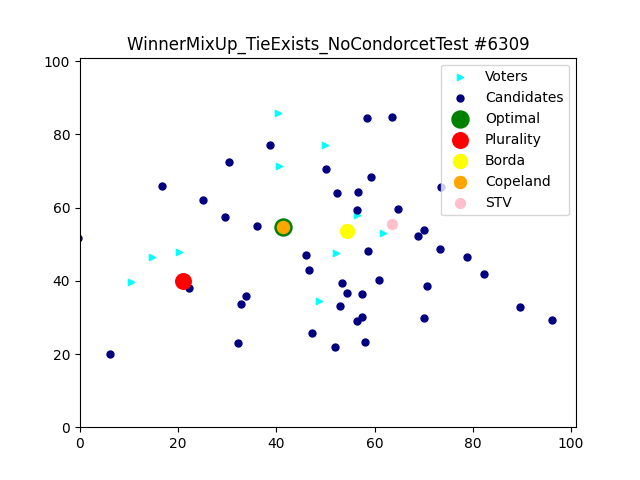 WinnerMixUp_TieExists_NoCondorcetTest #6309
Voters
Candidates
Optimal
Plurality
Borda
Copeland
STV
100
80
60
40
20
0
0 20 40 60 80 100